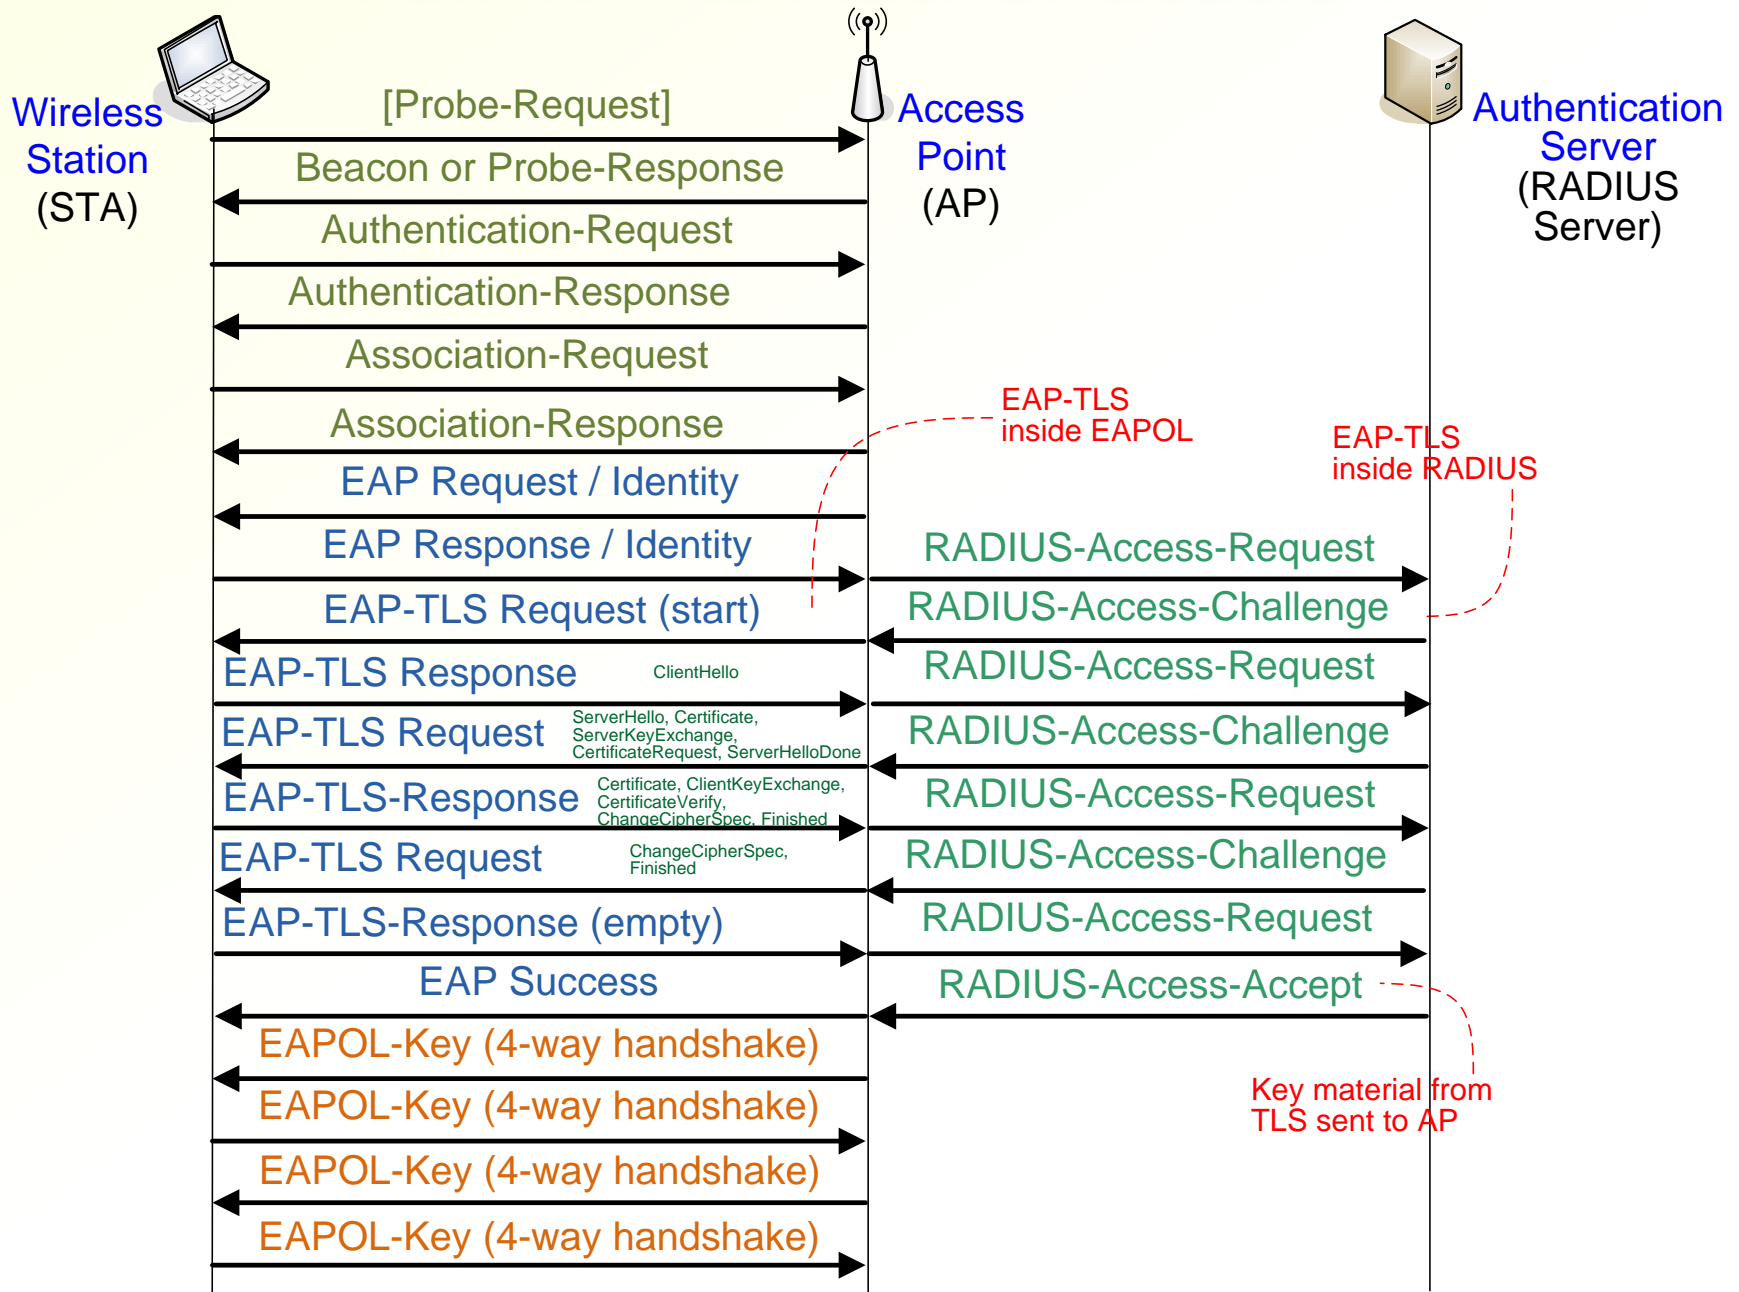 Wireless
Station
(STA)
Access
Point
(AP)
Authentication
Server
(RADIUS
Server)
[Probe-Request]
Beacon or Probe-Response
Authentication-Request
Authentication-Response
Association-Request
Association-Response
EAP-TLS
inside EAPOL
EAP-TLS
inside RADIUS
EAP Request / Identity
EAP Response / Identity
RADIUS-Access-Request
EAP-TLS Request (start)
RADIUS-Access-Challenge
EAP-TLS Response
ClientHello
RADIUS-Access-Request
EAP-TLS Request
ServerHello, Certificate,
ServerKeyExchange,
CertificateRequest, ServerHelloDone
RADIUS-Access-Challenge
EAP-TLS-Response
Certificate, ClientKeyExchange,
CertificateVerify,
ChangeCipherSpec, Finished
RADIUS-Access-Request
EAP-TLS Request
ChangeCipherSpec,
Finished
RADIUS-Access-Challenge
EAP-TLS-Response (empty)
RADIUS-Access-Request
EAP Success
RADIUS-Access-Accept
EAPOL-Key (4-way handshake)
Key material from
TLS sent to AP
EAPOL-Key (4-way handshake)
EAPOL-Key (4-way handshake)
EAPOL-Key (4-way handshake)